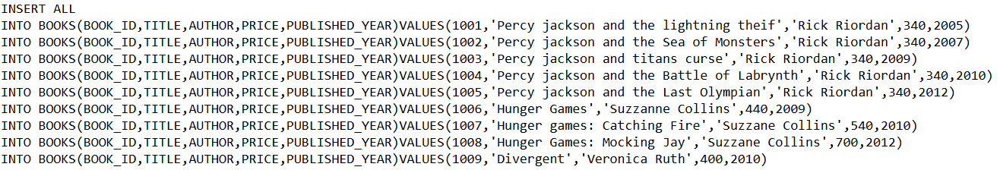 INSERT ALL
INTO BOOKS(BOOK_ID,TITLE,AUTHOR,PRICE,PUBLISHED_YEAR)VALUES(1001,'Percy jackson and the lightning theif','Rick Riordan',340,2005)
INTO BOOKS(BOOK_ID,TITLE,AUTHOR,PRICE,PUBLISHED_YEAR)VALUES(1002,'Percy jackson and the Sea of Monsters','Rick Riordan',340,2007)
INTO BOOKS(BOOK_ID,TITLE,AUTHOR,PRICE,PUBLISHED_YEAR)VALUES(1003,'Percy jackson and titans curse','Rick Riordan',340,2009)
INTO BOOKS(BOOK_ID,TITLE,AUTHOR,PRICE,PUBLISHED_YEAR)VALUES(1004,'Percy jackson and the Battle of Labrynth','Rick Riordan',340,2010)
INTO BOOKS(BOOK_ID,TITLE,AUTHOR,PRICE,PUBLISHED_YEAR)VALUES(1005,'Percy jackson and the Last Olympian','Rick Riordan',340,2012)
INTO BOOKS(BOOK_ID,TITLE,AUTHOR,PRICE,PUBLISHED_YEAR)VALUES(1006,'Hunger Games','Suzzanne Collins',440,2009)
INTO BOOKS(BOOK_ID,TITLE,AUTHOR,PRICE,PUBLISHED_YEAR)VALUES(1007,'Hunger games: Catching Fire','Suzzane Collins',540,2010)
INTO BOOKS(BOOK_ID,TITLE,AUTHOR,PRICE,PUBLISHED_YEAR)VALUES(1008,'Hunger Games: Mocking Jay','Suzzane Collins',700,2012)
INTO BOOKS(BOOK_ID,TITLE,AUTHOR,PRICE,PUBLISHED_YEAR)VALUES(1009,'Divergent','Veronica Ruth',400,2010)